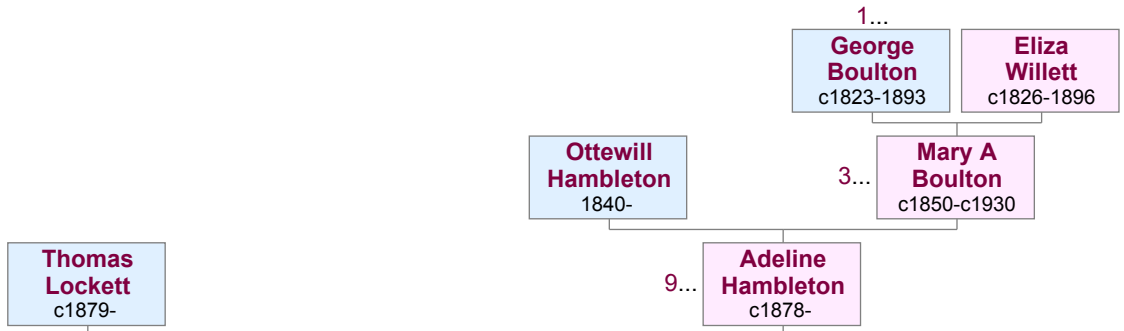 1...
George
Boulton
c1823-1893
Eliza
Willett
c1826-1896
Ottewill
Hambleton
1840-
3...
Mary A
Boulton
c1850-c1930
Thomas
Lockett
c1879-
9...
Adeline
Hambleton
c1878-